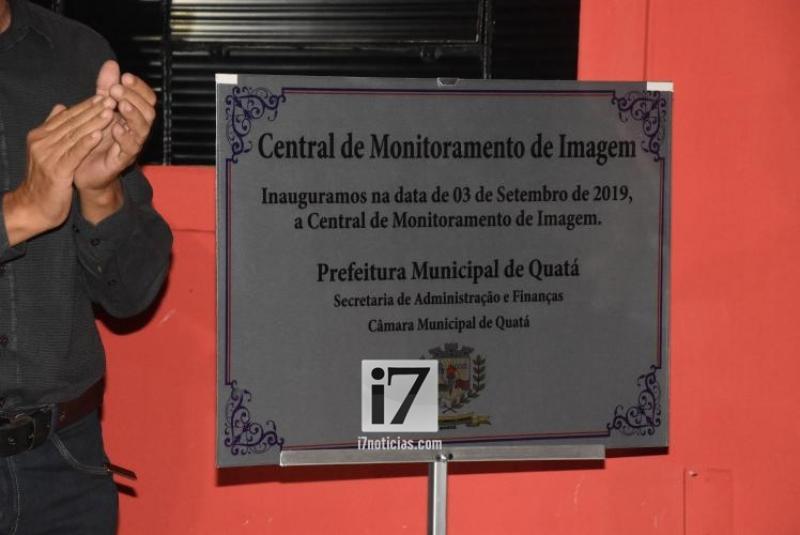 Central de Monitoramento de Imagem
Inauguramos na data de 03 de Setembro de 2019,
a Central de Monitoramento de Imagem.
Prefeitura Municipal de Quatá
Secretaria de Administração e Finanças
Câmara Municipal de Quatá
i7
i7noticias.com